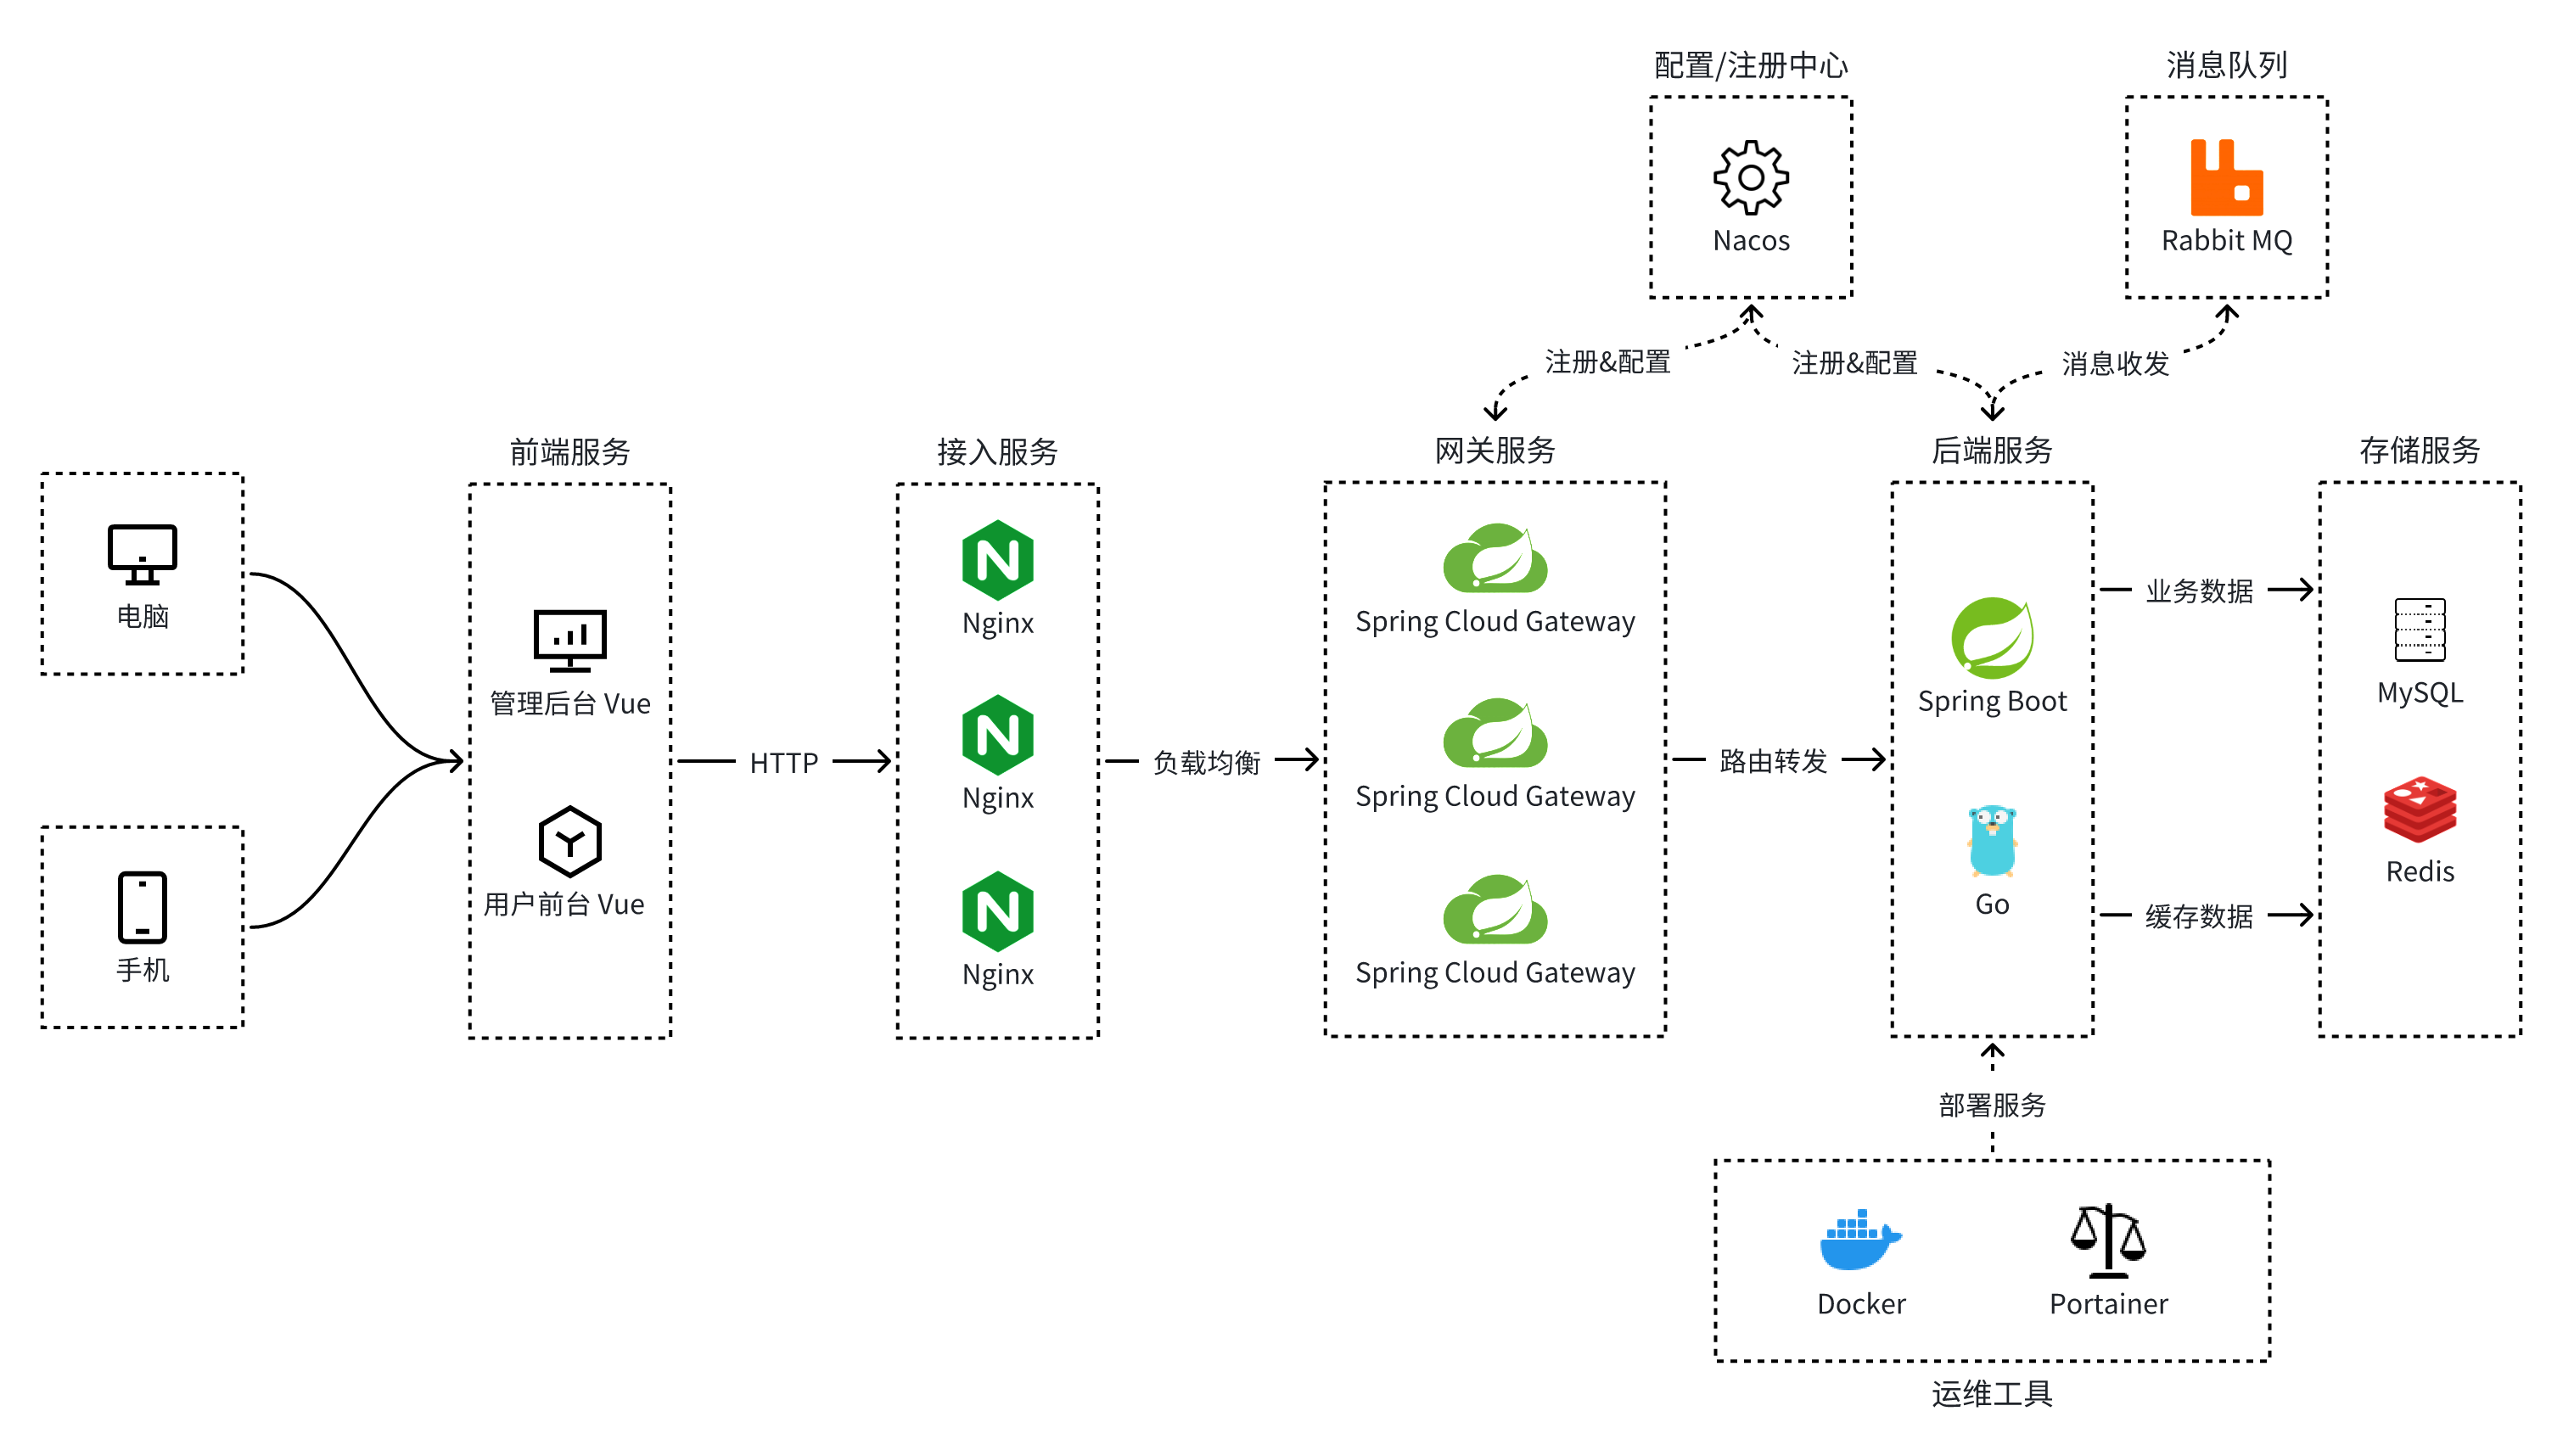 配置/注册中心
消息队列
Nacos
Rabbit MQ
注册&配置
注册&配置
消息收发
前端服务
接入服务
网关服务
后端服务
存储服务
电脑
手机
管理后台 Vue
用户前台 Vue
HTTP
Nginx
Nginx
Nginx
负载均衡
Spring Cloud Gateway
Spring Cloud Gateway
Spring Cloud Gateway
路由转发
Spring Boot
Go
业务数据
缓存数据
MySQL
Redis
部署服务
Docker
Portainer
运维工具